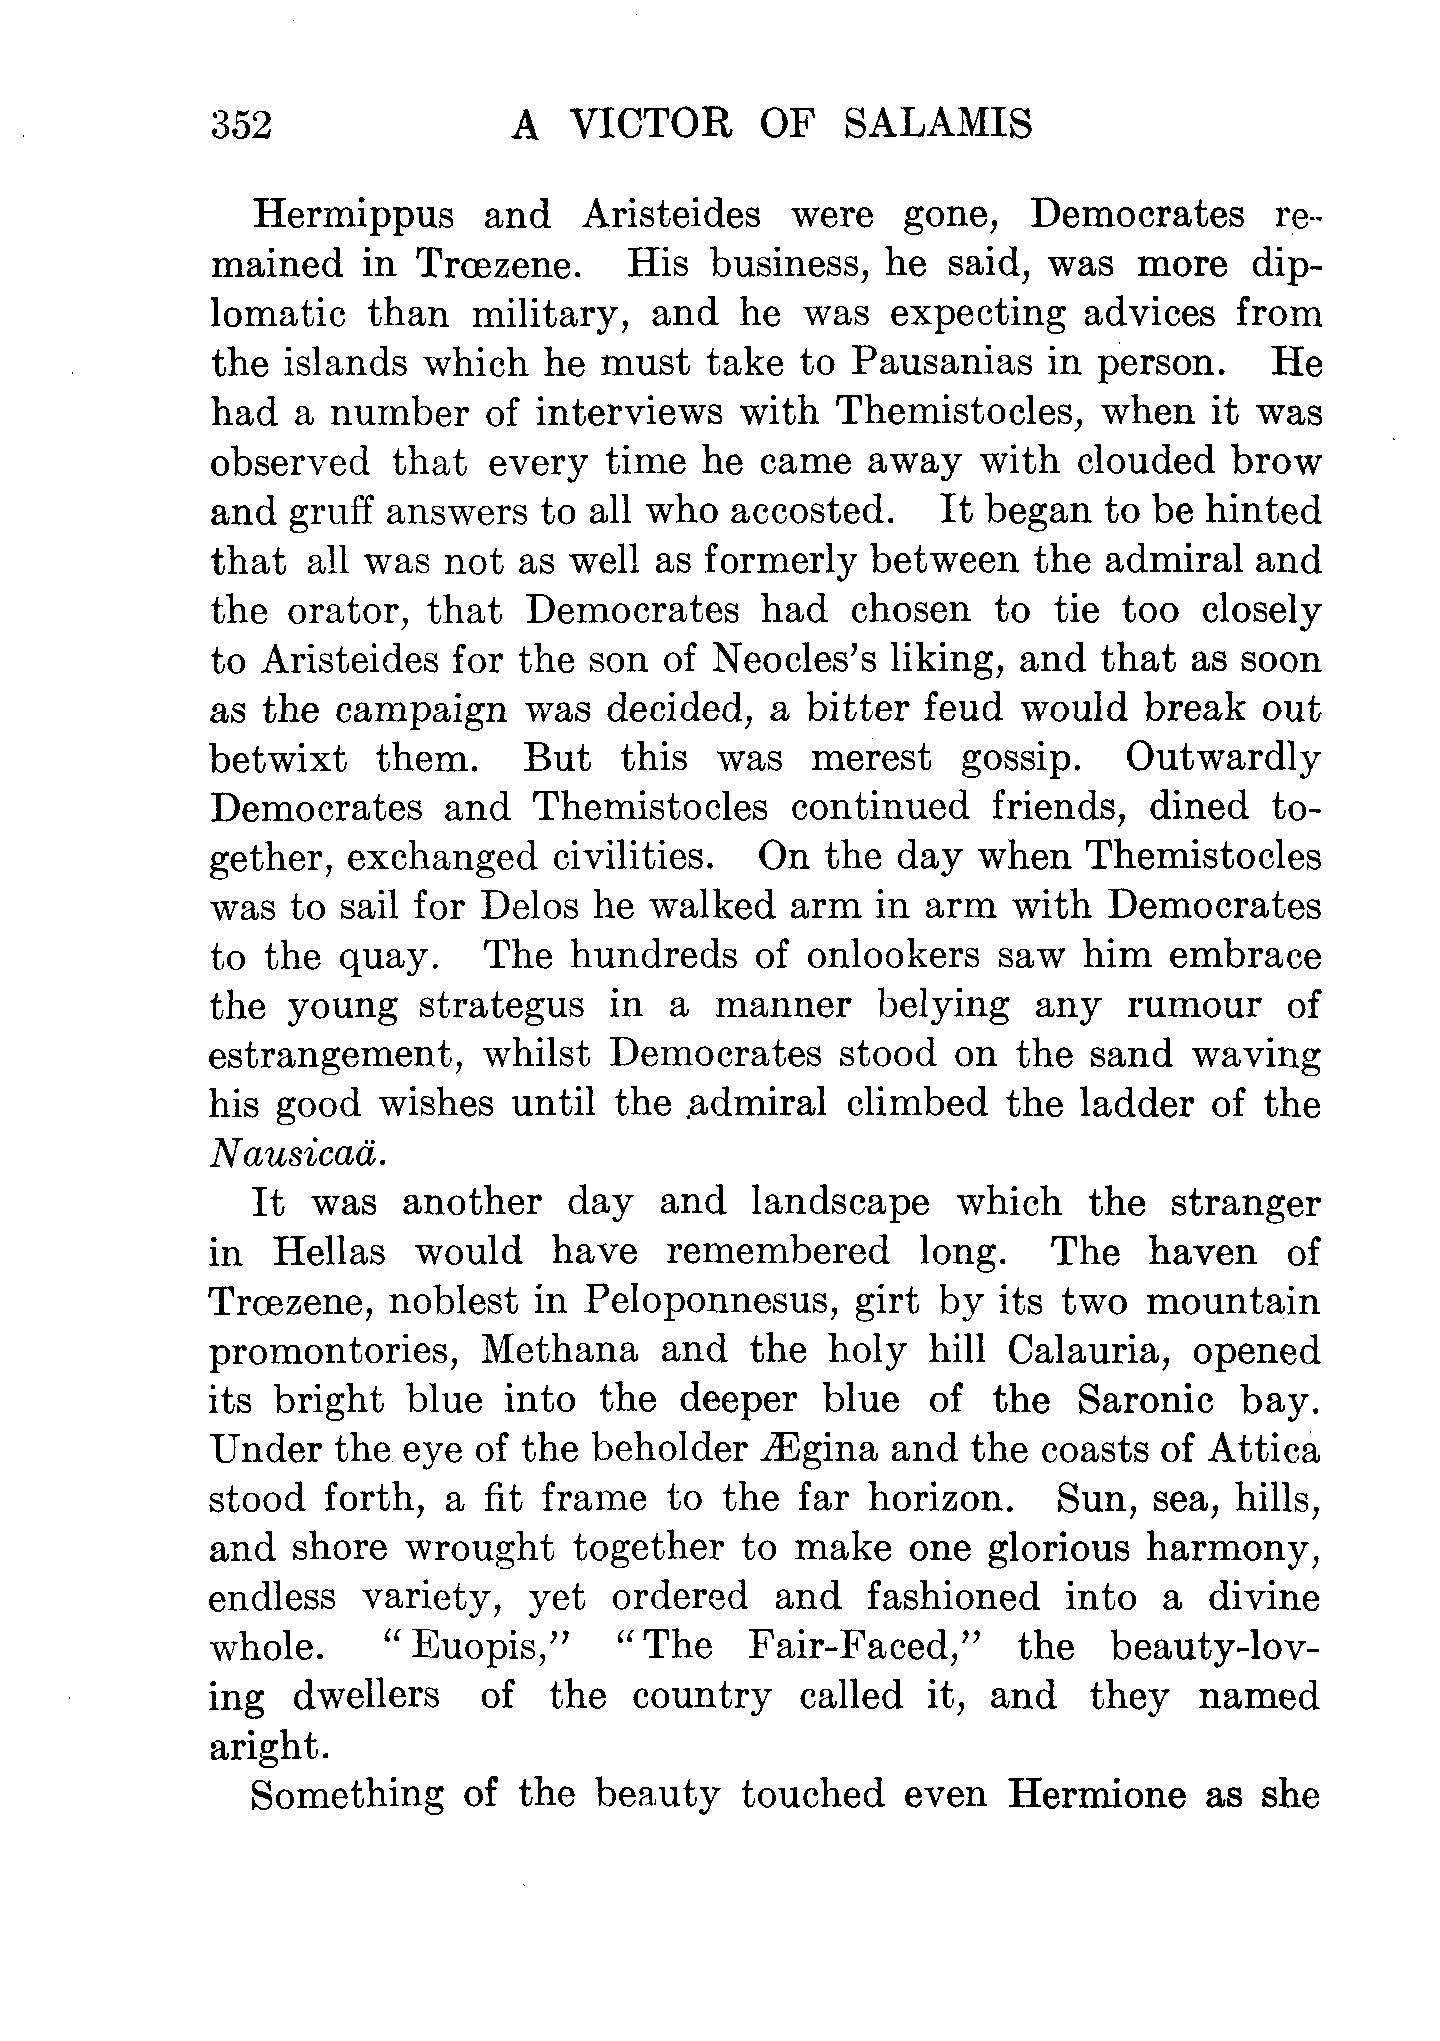 352 A VICTOR OF SALAMIS
Hermippus and Aristeides were gone, Democrates re-
mained in Trœzene. His business, he said, was more dip-
lomatic than military, and he was expecting advices from
the islands which he must take to Pausanias in person. He
had a number of interviews with Themistocles, when it was
observed that every time he came away with clouded brow
and gruff answers to all who accosted. It began to be hinted
that all was not as well as formerly between the admiral and
the orator, that Democrates had chosen to tie too closely
to Aristeides for the son of Neocles's liking, and that as soon
as the campaign was decided, a bitter feud would break out
betwixt them. But this was merest gossip. Outwardly
Democrates and Themistocles continued friends, dined to-
gether, exchanged civilities. On the day when Themistocles
was to sail for Delos he walked arm in arm with Democrates
to the quay. The hundreds of onlookers saw him embrace
the young strategus in a manner belying any rumour of
estrangement, whilst Democrates stood on the sand waving
his good wishes until the admiral climbed the ladder of the
Nausicaä.
It was another day and landscape which the stranger
in Hellas would have remembered long. The haven of
Trœzene, noblest in Peloponnesus, girt by its two mountain
promontories, Methana and the holy hill Calauria, opened
its bright blue into the deeper blue of the Saronic bay.
Under the eye of the beholder Ægina and the coasts of Attica
stood forth, a fit frame to the far horizon. Sun, sea, hills,
and shore wrought together to make one glorious harmony,
endless variety, yet ordered and fashioned into a divine
whole. "Euopis," "The Fair-Faced," the beauty-lov-
ing dwellers of the country called it, and they named
aright.
Something of the beauty touched even Hermione as she